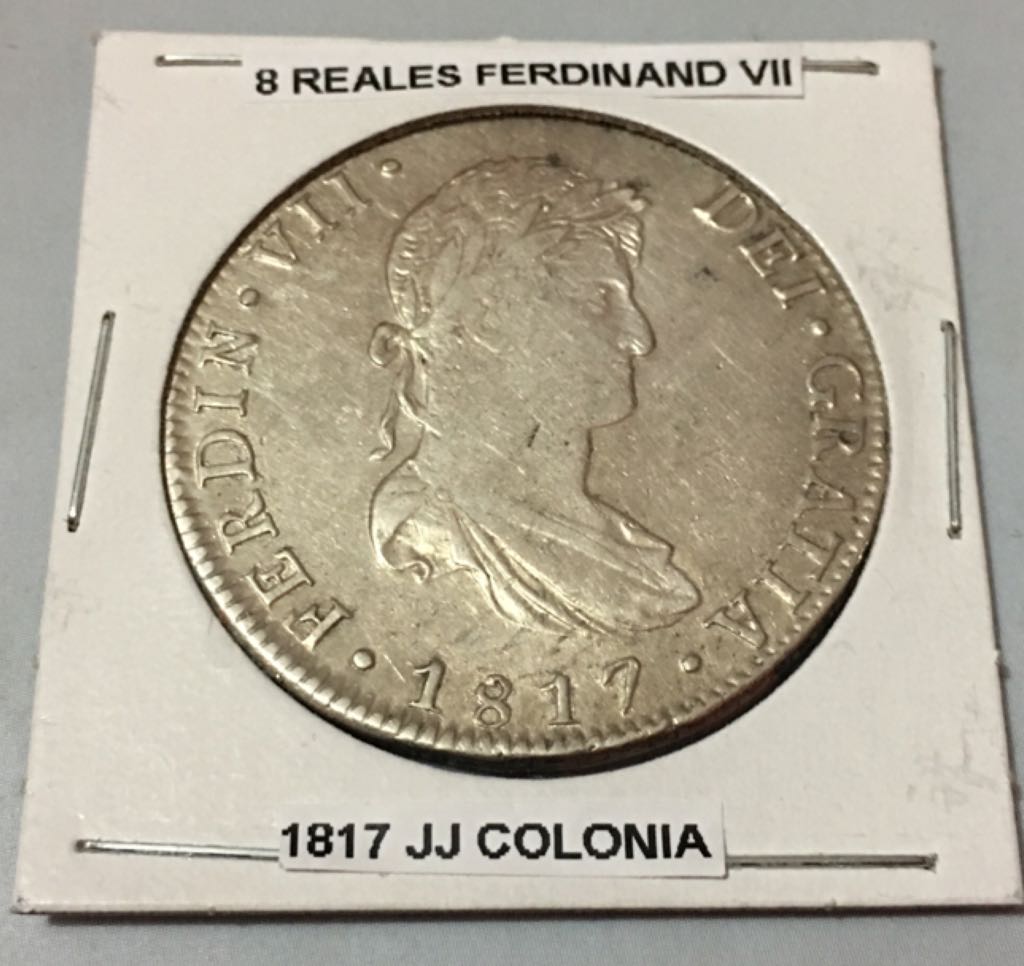 8 REALES FERDINAND VII
· FERDIN · VII · DEI · GRATIA ·
1817
1817 JJ COLONIA